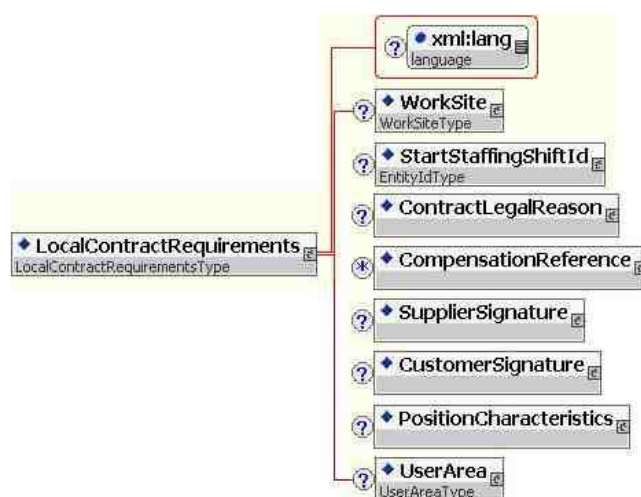 xml:lang
language
WorkSite
WorkSiteType
StartStaffingShiftId
EntityIdType
ContractLegalReason
LocalContractRequirements
LocalContractRequirementsType
CompensationReference
SupplierSignature
CustomerSignature
PositionCharacteristics
UserArea
UserAreaType